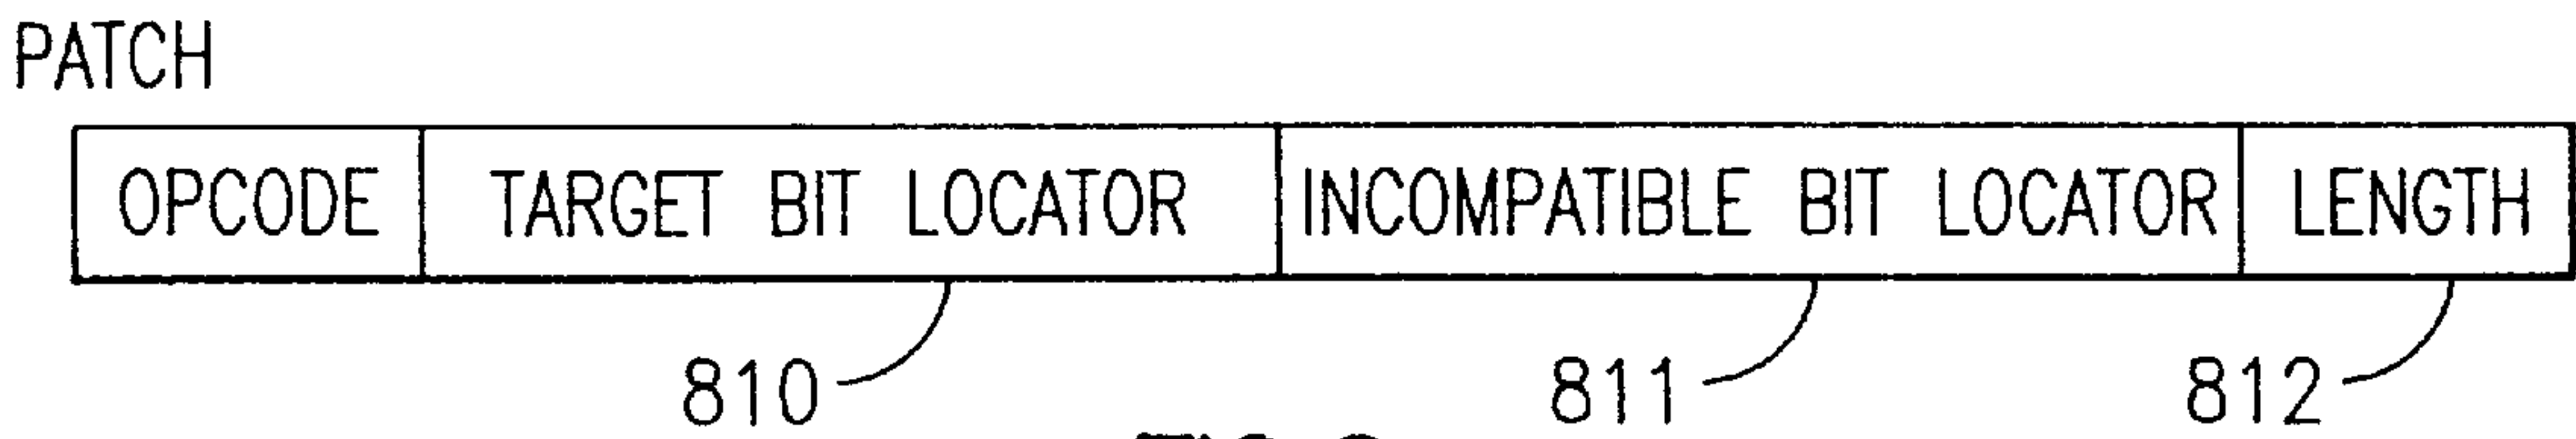 PATCH
OPCODE TARGET BIT LOCATOR INCOMPATIBLE BIT LOCATOR LENGTH
810 811 812